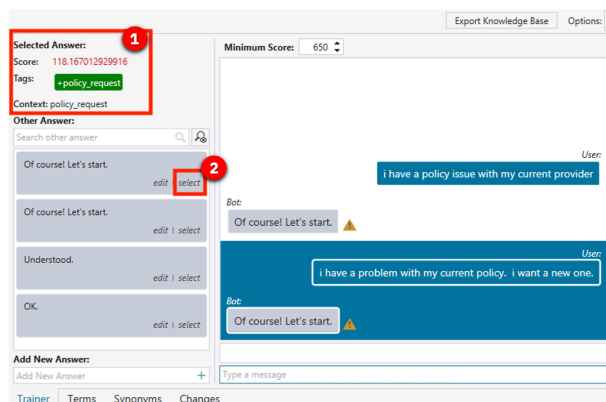 Export Knowledge Base Options:
1
Selected Answer:
Score: 118.167012929916
Tags: +policy_request
Context: policy_request
Other Answer:
Search other answer
Of course! Let's start.
edit | select
2
Of course! Let's start.
edit | select
Understood.
edit | select
OK.
edit | select
Add New Answer:
Add New Answer +
Trainer Terms Synonyms Changes
Minimum Score: 650
User:
i have a policy issue with my current provider
Bot:
Of course! Let's start.
User:
i have a problem with my current policy. i want a new one.
Bot:
Of course! Let's start.
Type a message